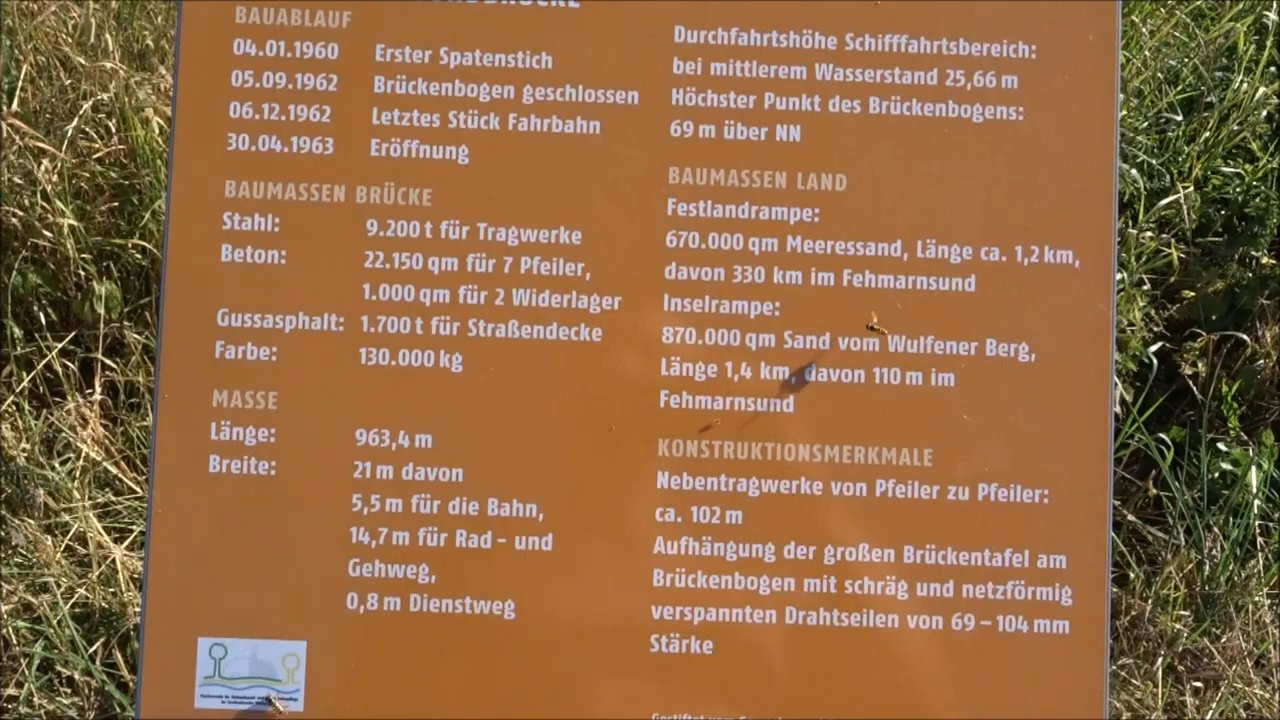 BAUABLAUF
04.01.1960 Erster Spatenstich
05.09.1962 Brückenbogen geschlossen
06.12.1962 Letztes Stück Fahrbahn
30.04.1963 Eröffnung
BAUMASSEN BRÜCKE
Stahl: 9.200 t für Tragwerke
Beton: 22.150 qm für 7 Pfeiler,
1.000 qm für 2 Widerlager
Gussasphalt: 1.700 t für Straßendecke
Farbe: 130.000 kg
MASSE
Länge: 963,4 m
Breite: 21 m davon
5,5 m für die Bahn,
14,7 m für Rad - und
Gehweg,
0,8 m Dienstweg
Durchfahrtshöhe Schifffahrtsbereich:
bei mittlerem Wasserstand 25,66 m
Höchster Punkt des Brückenbogens:
69 m über NN
BAUMASSEN LAND
Festlandrampe:
670.000 qm Meeressand, Länge ca. 1,2 km,
davon 330 km im Fehmarnsund
Inselrampe:
870.000 qm Sand vom Wulfener Berg,
Länge 1,4 km, davon 110 m im
Fehmarnsund
KONSTRUKTIONSMERKMALE
Nebentragwerke von Pfeiler zu Pfeiler:
ca. 102 m
Aufhängung der großen Brückentafel am
Brückenbogen mit schräg und netzförmig
verspannten Drahtseilen von 69 – 104 mm
Stärke